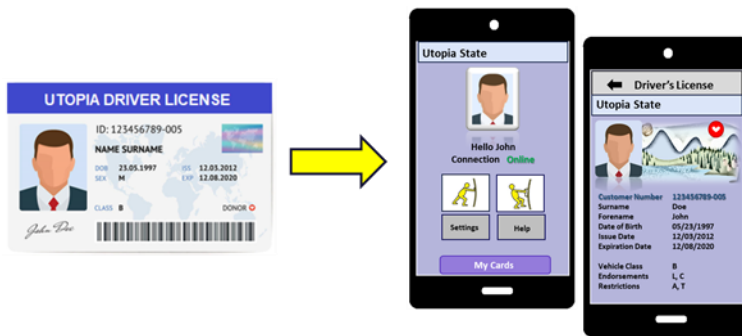 UTOPIA DRIVER LICENSE
ID: 123456789-005
NAME SURNAME
DOB 23.05.1997 ISS 12.03.2012
SEX M EXP 12.08.2020
CLASS B DONOR
John Doe
Utopia State
Hello John
Connection Online
Settings Help
My Cards
Driver's License
Utopia State
Customer Number 123456789-005
Surname Doe
Forename John
Date of Birth 05/23/1997
Issue Date 12/03/2012
Expiration Date 12/08/2020
Vehicle Class B
Endorsements L, C
Restrictions A, T